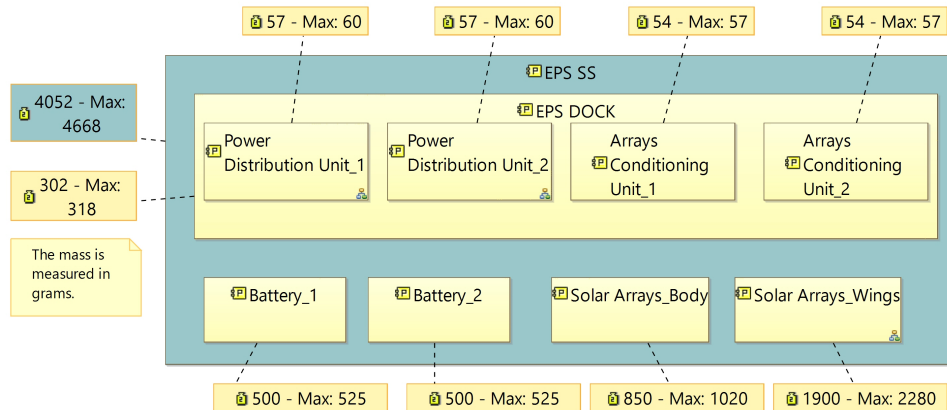 57 - Max: 60
57 - Max: 60
54 - Max: 57
54 - Max: 57
EPS SS
4052 - Max:
4668
EPS DOCK
Power
Distribution Unit_1
Power
Distribution Unit_2
Arrays
Conditioning
Unit_1
Arrays
Conditioning
Unit_2
302 - Max:
318
The mass is
measured in
grams.
Battery_1
Battery_2
Solar Arrays_Body
Solar Arrays_Wings
500 - Max: 525
500 - Max: 525
850 - Max: 1020
1900 - Max: 2280